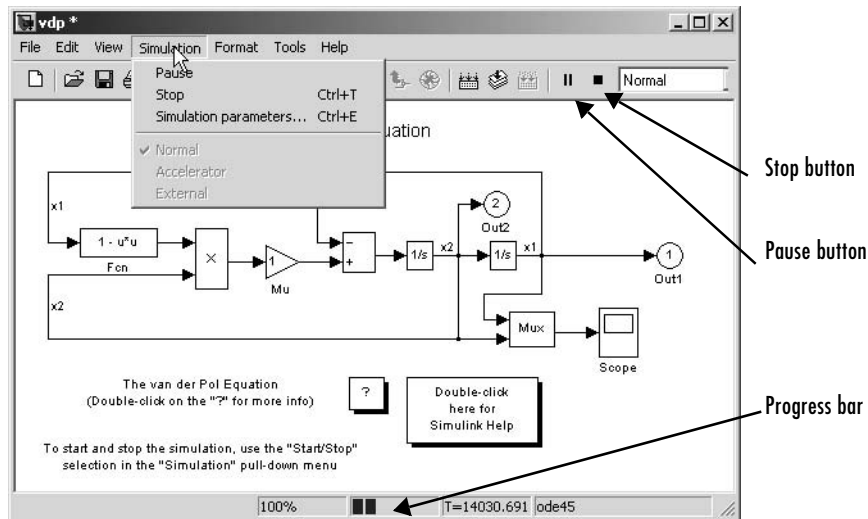 vdp *
File Edit View Simulation Format Tools Help
Normal
Pause
Stop Ctrl+T
Simulation parameters... Ctrl+E
Normal
Accelerator
External
uation
x1
1 - u*u
Fcn
x2
×
1
Mu
−
+
1/s
x2
1/s
x1
2
Out2
1
Out1
Mux
Scope
The van der Pol Equation
(Double-click on the "?" for more info)
?
Double-click
here for
Simulink Help
To start and stop the simulation, use the "Start/Stop"
selection in the "Simulation" pull-down menu
100% T=14030.691 ode45
Stop button
Pause button
Progress bar